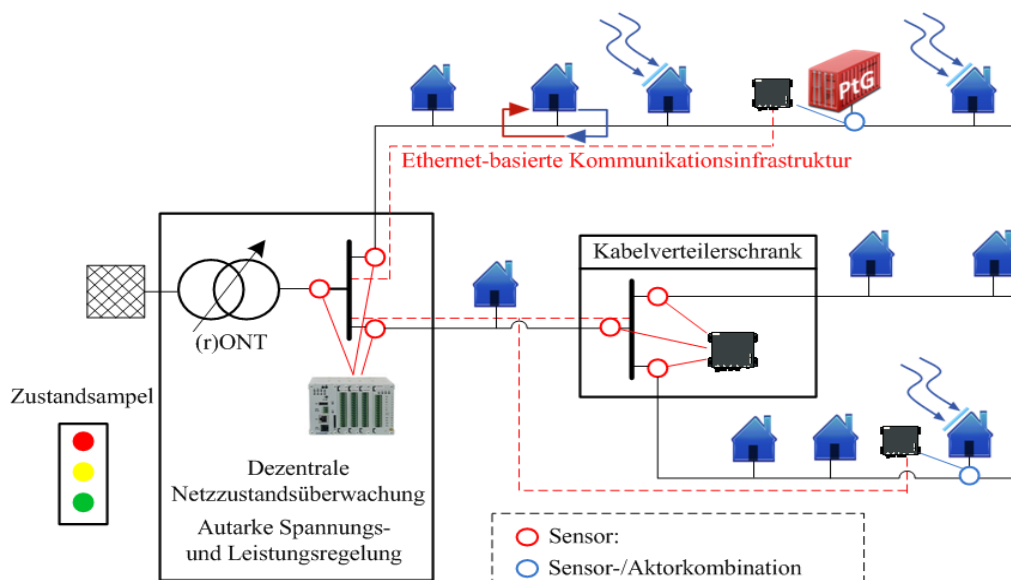 PtG
Ethernet-basierte Kommunikationsinfrastruktur
Kabelverteilerschrank
(r)ONT
Zustandsampel
Dezentrale
Netzzustandsüberwachung
Autarke Spannungs-
und Leistungsregelung
Sensor:
Sensor-/Aktorkombination